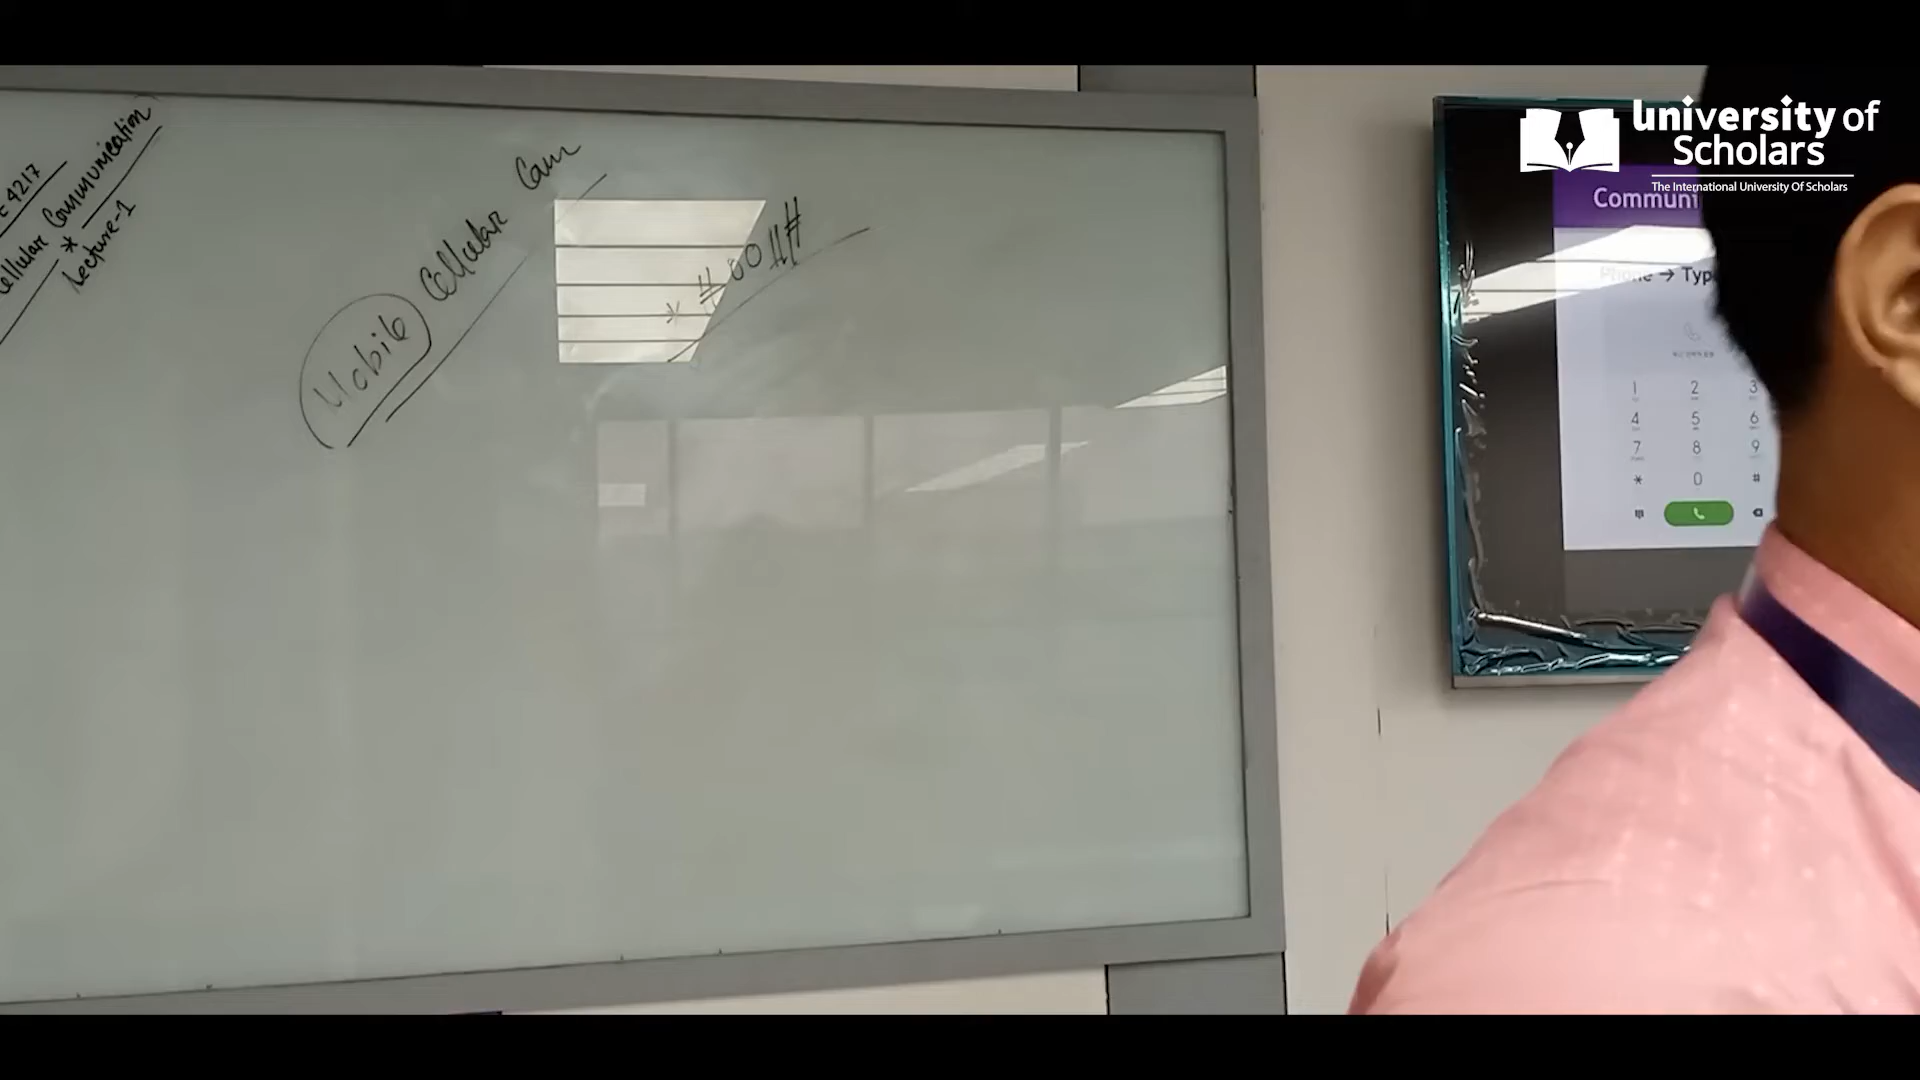 4217
Cellular Communication
*
Lecture-1
Mobile Cellular Com
*#0011#
university of
Scholars
The International University Of Scholars
Communi
Phone → Typ
1 2 3
4 5 6
7 8 9
* 0 #